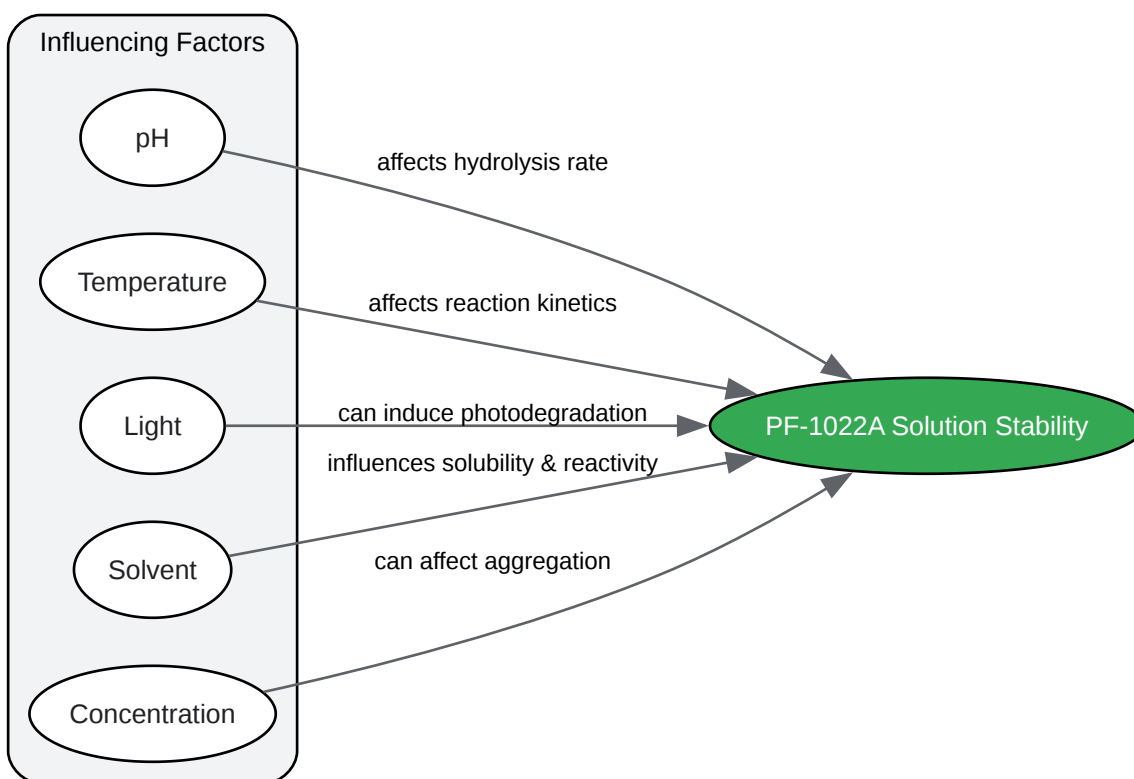 Influencing Factors
pH
affects hydrolysis rate
Temperature
affects reaction kinetics
Light
can induce photodegradation
PF-1022A Solution Stability
influences solubility & reactivity
Solvent
can affect aggregation
Concentration